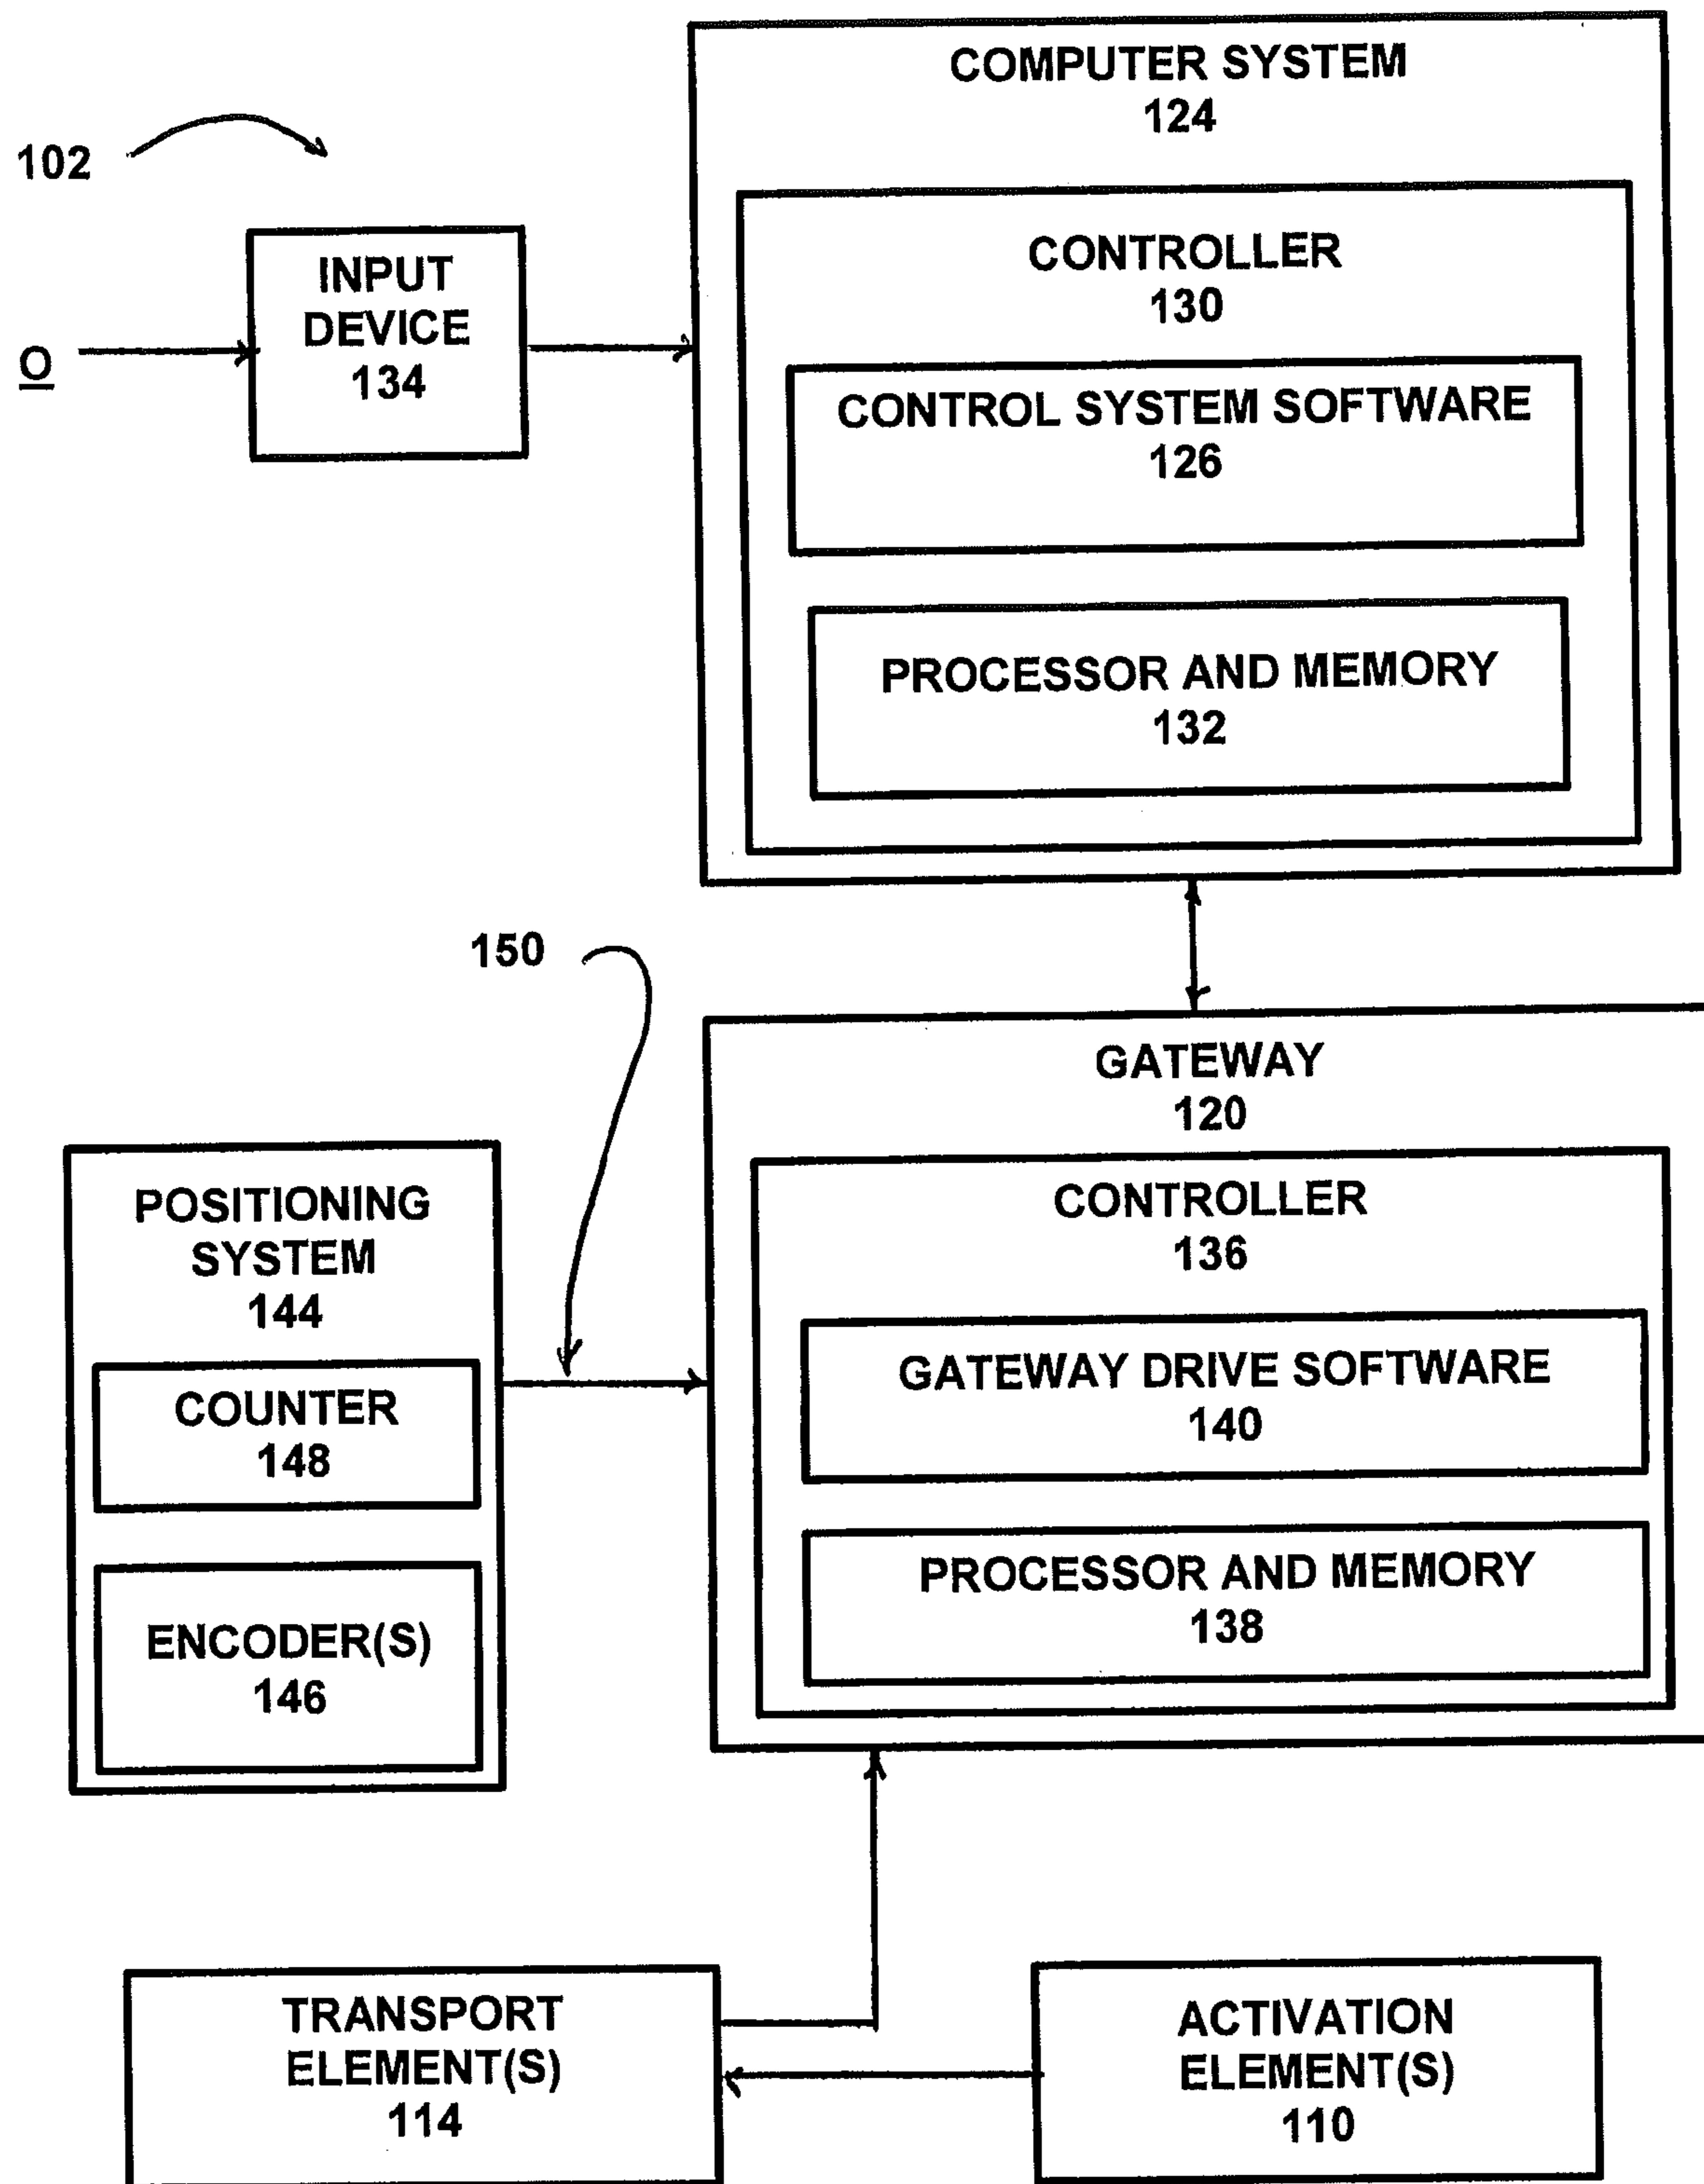 COMPUTER SYSTEM
124
102
CONTROLLER
130
INPUT
DEVICE
134
O
CONTROL SYSTEM SOFTWARE
126
PROCESSOR AND MEMORY
132
150
GATEWAY
120
CONTROLLER
136
POSITIONING
SYSTEM
144
GATEWAY DRIVE SOFTWARE
140
COUNTER
148
PROCESSOR AND MEMORY
138
ENCODER(S)
146
TRANSPORT
ELEMENT(S)
114
ACTIVATION
ELEMENT(S)
110